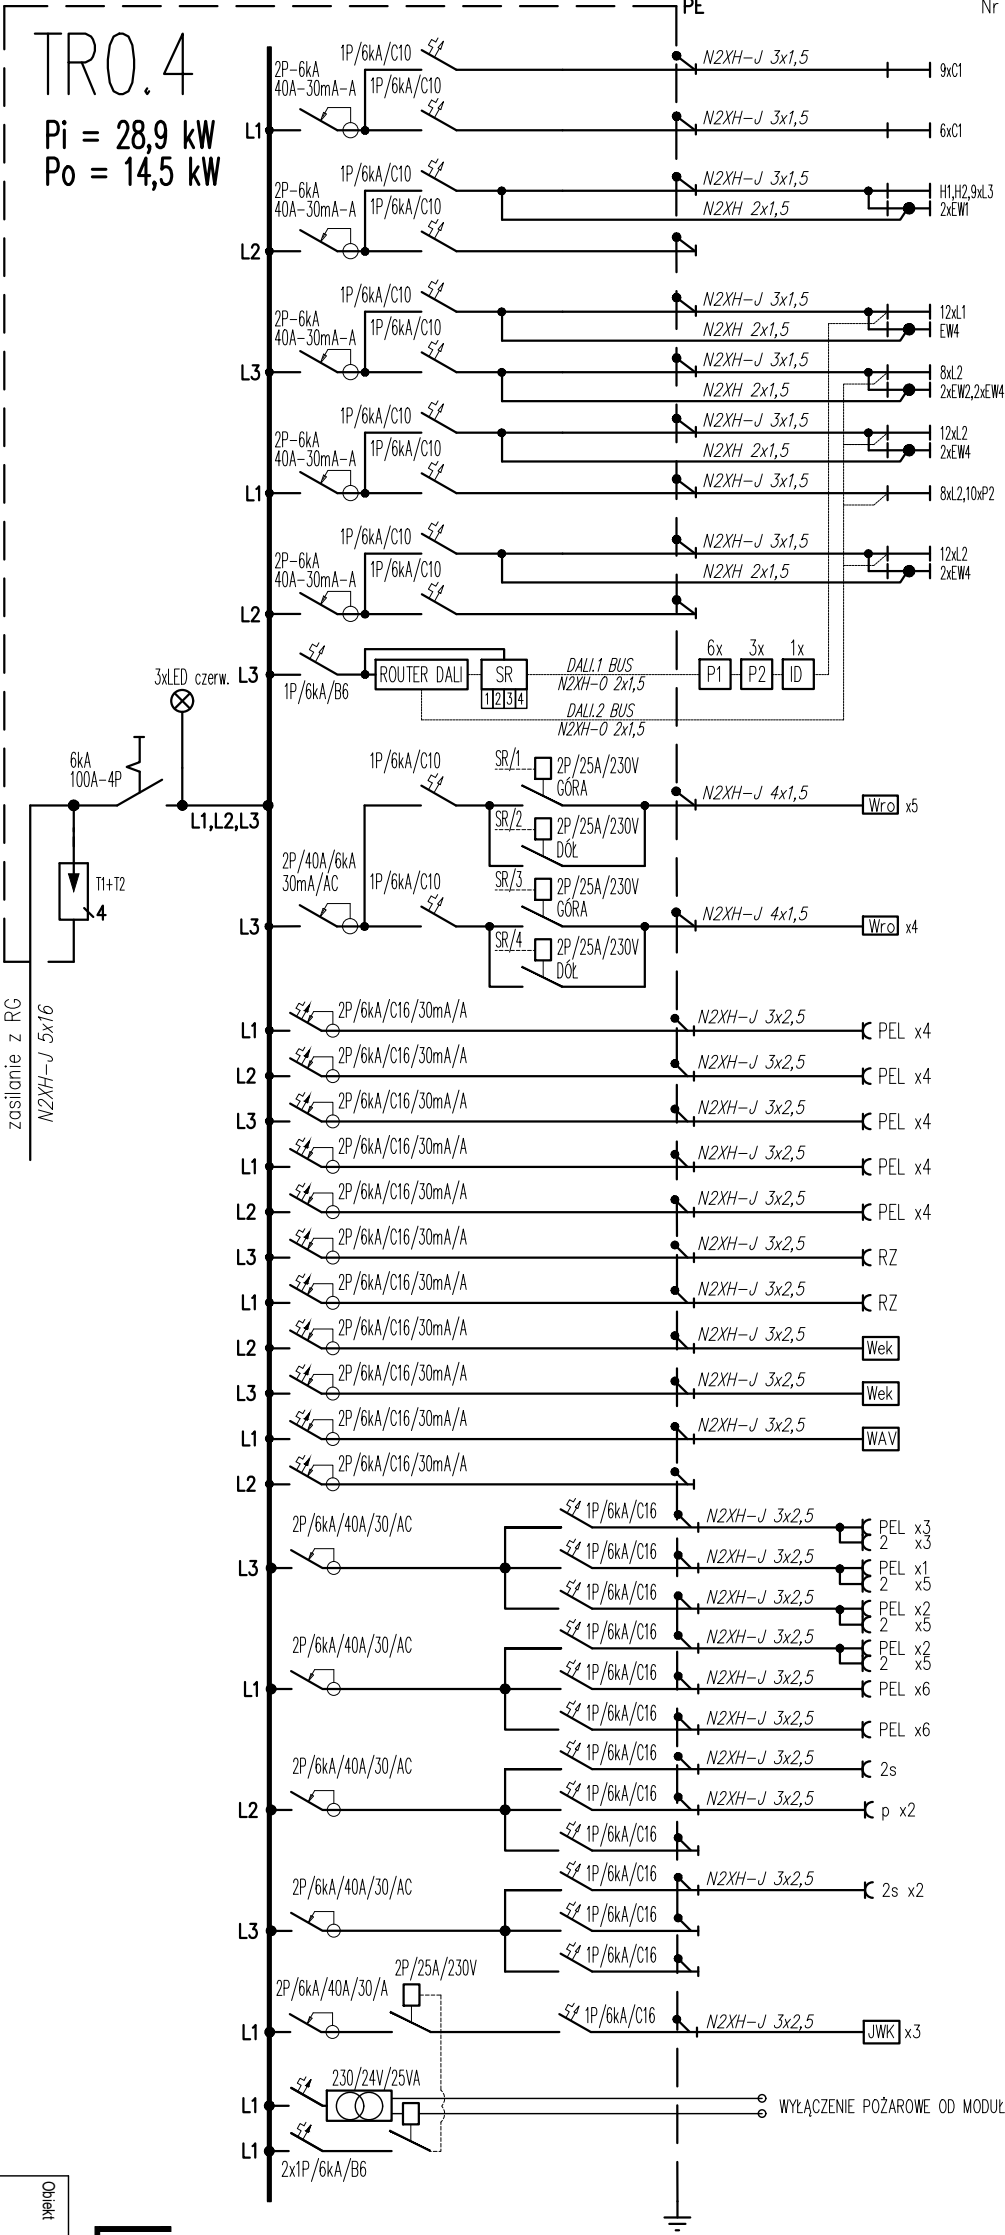 PE
Nr
TR0.4
Pi = 28,9 kW
Po = 14,5 kW
1P/6kA/C10
N2XH-J 3x1,5
9xC1
2P-6kA
40A-30mA-A
1P/6kA/C10
L1
N2XH-J 3x1,5
6xC1
1P/6kA/C10
N2XH-J 3x1,5
H1,H2,9xL3
2P-6kA
40A-30mA-A
1P/6kA/C10
N2XH 2x1,5
2xEW1
L2
1P/6kA/C10
N2XH-J 3x1,5
12xL1
2P-6kA
40A-30mA-A
1P/6kA/C10
N2XH 2x1,5
EW4
L3
N2XH-J 3x1,5
8xL2
N2XH 2x1,5
2xEW2,2xEW4
1P/6kA/C10
N2XH-J 3x1,5
12xL2
2P-6kA
40A-30mA-A
1P/6kA/C10
N2XH 2x1,5
2xEW4
L1
N2XH-J 3x1,5
8xL2,10xP2
1P/6kA/C10
N2XH-J 3x1,5
12xL2
2P-6kA
40A-30mA-A
1P/6kA/C10
N2XH 2x1,5
2xEW4
L2
3xLED czerw.
L3
1P/6kA/B6
ROUTER DALI
SR
1 2 3 4
DALI.1 BUS
N2XH-O 2x1,5
6x
P1
3x
P2
1x
ID
DALI.2 BUS
N2XH-O 2x1,5
6kA
100A-4P
L1,L2,L3
1P/6kA/C10
SR/1
2P/25A/230V
GÓRA
N2XH-J 4x1,5
Wro x5
SR/2
2P/25A/230V
DÓŁ
T1+T2
4
2P/40A/6kA
30mA/AC
1P/6kA/C10
SR/3
2P/25A/230V
GÓRA
L3
N2XH-J 4x1,5
Wro x4
SR/4
2P/25A/230V
DÓŁ
zasilanie z RG
N2XH-J 5x16
L1
2P/6kA/C16/30mA/A
N2XH-J 3x2,5
PEL x4
L2
2P/6kA/C16/30mA/A
N2XH-J 3x2,5
PEL x4
L3
2P/6kA/C16/30mA/A
N2XH-J 3x2,5
PEL x4
L1
2P/6kA/C16/30mA/A
N2XH-J 3x2,5
PEL x4
L2
2P/6kA/C16/30mA/A
N2XH-J 3x2,5
PEL x4
L3
2P/6kA/C16/30mA/A
N2XH-J 3x2,5
RZ
L1
2P/6kA/C16/30mA/A
N2XH-J 3x2,5
RZ
L2
2P/6kA/C16/30mA/A
N2XH-J 3x2,5
Wek
L3
2P/6kA/C16/30mA/A
N2XH-J 3x2,5
Wek
L1
2P/6kA/C16/30mA/A
N2XH-J 3x2,5
WAV
L2
2P/6kA/C16/30mA/A
2P/6kA/40A/30/AC
1P/6kA/C16
N2XH-J 3x2,5
PEL x3
2 x3
L3
1P/6kA/C16
N2XH-J 3x2,5
PEL x1
2 x5
1P/6kA/C16
N2XH-J 3x2,5
PEL x2
2 x5
2P/6kA/40A/30/AC
1P/6kA/C16
N2XH-J 3x2,5
PEL x2
2 x5
L1
1P/6kA/C16
N2XH-J 3x2,5
PEL x6
1P/6kA/C16
N2XH-J 3x2,5
PEL x6
2P/6kA/40A/30/AC
1P/6kA/C16
N2XH-J 3x2,5
2s
L2
1P/6kA/C16
N2XH-J 3x2,5
p x2
1P/6kA/C16
2P/6kA/40A/30/AC
1P/6kA/C16
N2XH-J 3x2,5
2s x2
L3
1P/6kA/C16
1P/6kA/C16
2P/25A/230V
2P/6kA/40A/30/A
L1
1P/6kA/C16
N2XH-J 3x2,5
JWK x3
230/24V/25VA
L1
WYŁĄCZENIE POŻAROWE OD MODUŁ
L1
2x1P/6kA/B6
Obiekt